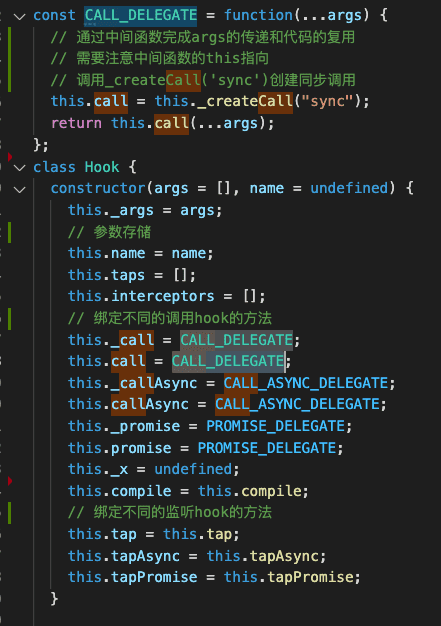 const CALL_DELEGATE = function(...args) {
// 通过中间函数完成args的传递和代码的复用
// 需要注意中间函数的this指向
// 调用_createCall('sync')创建同步调用
this.call = this._createCall("sync");
return this.call(...args);
};
class Hook {
constructor(args = [], name = undefined) {
this._args = args;
// 参数存储
this.name = name;
this.taps = [];
this.interceptors = [];
// 绑定不同的调用hook的方法
this._call = CALL_DELEGATE;
this.call = CALL_DELEGATE;
this._callAsync = CALL_ASYNC_DELEGATE;
this.callAsync = CALL_ASYNC_DELEGATE;
this._promise = PROMISE_DELEGATE;
this.promise = PROMISE_DELEGATE;
this._x = undefined;
this.compile = this.compile;
// 绑定不同的监听hook的方法
this.tap = this.tap;
this.tapAsync = this.tapAsync;
this.tapPromise = this.tapPromise;
}